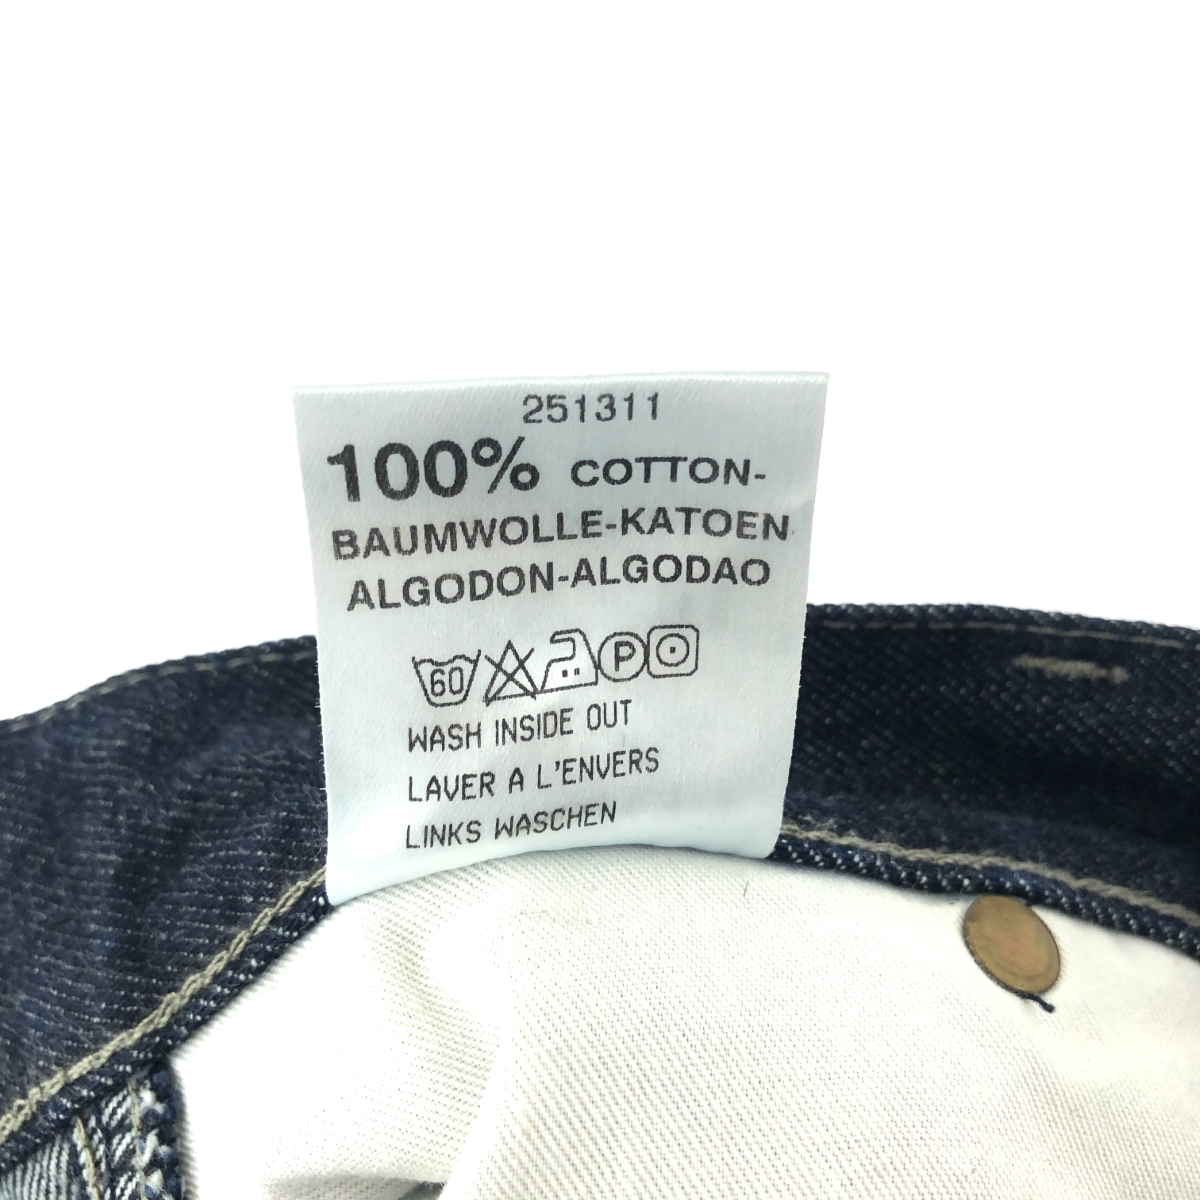 251311
100% COTTON-
BAUMWOLLE-KATOEN
ALGODON-ALGODAO
60 P
WASH INSIDE OUT
LAVER A L'ENVERS
LINKS WASCHEN